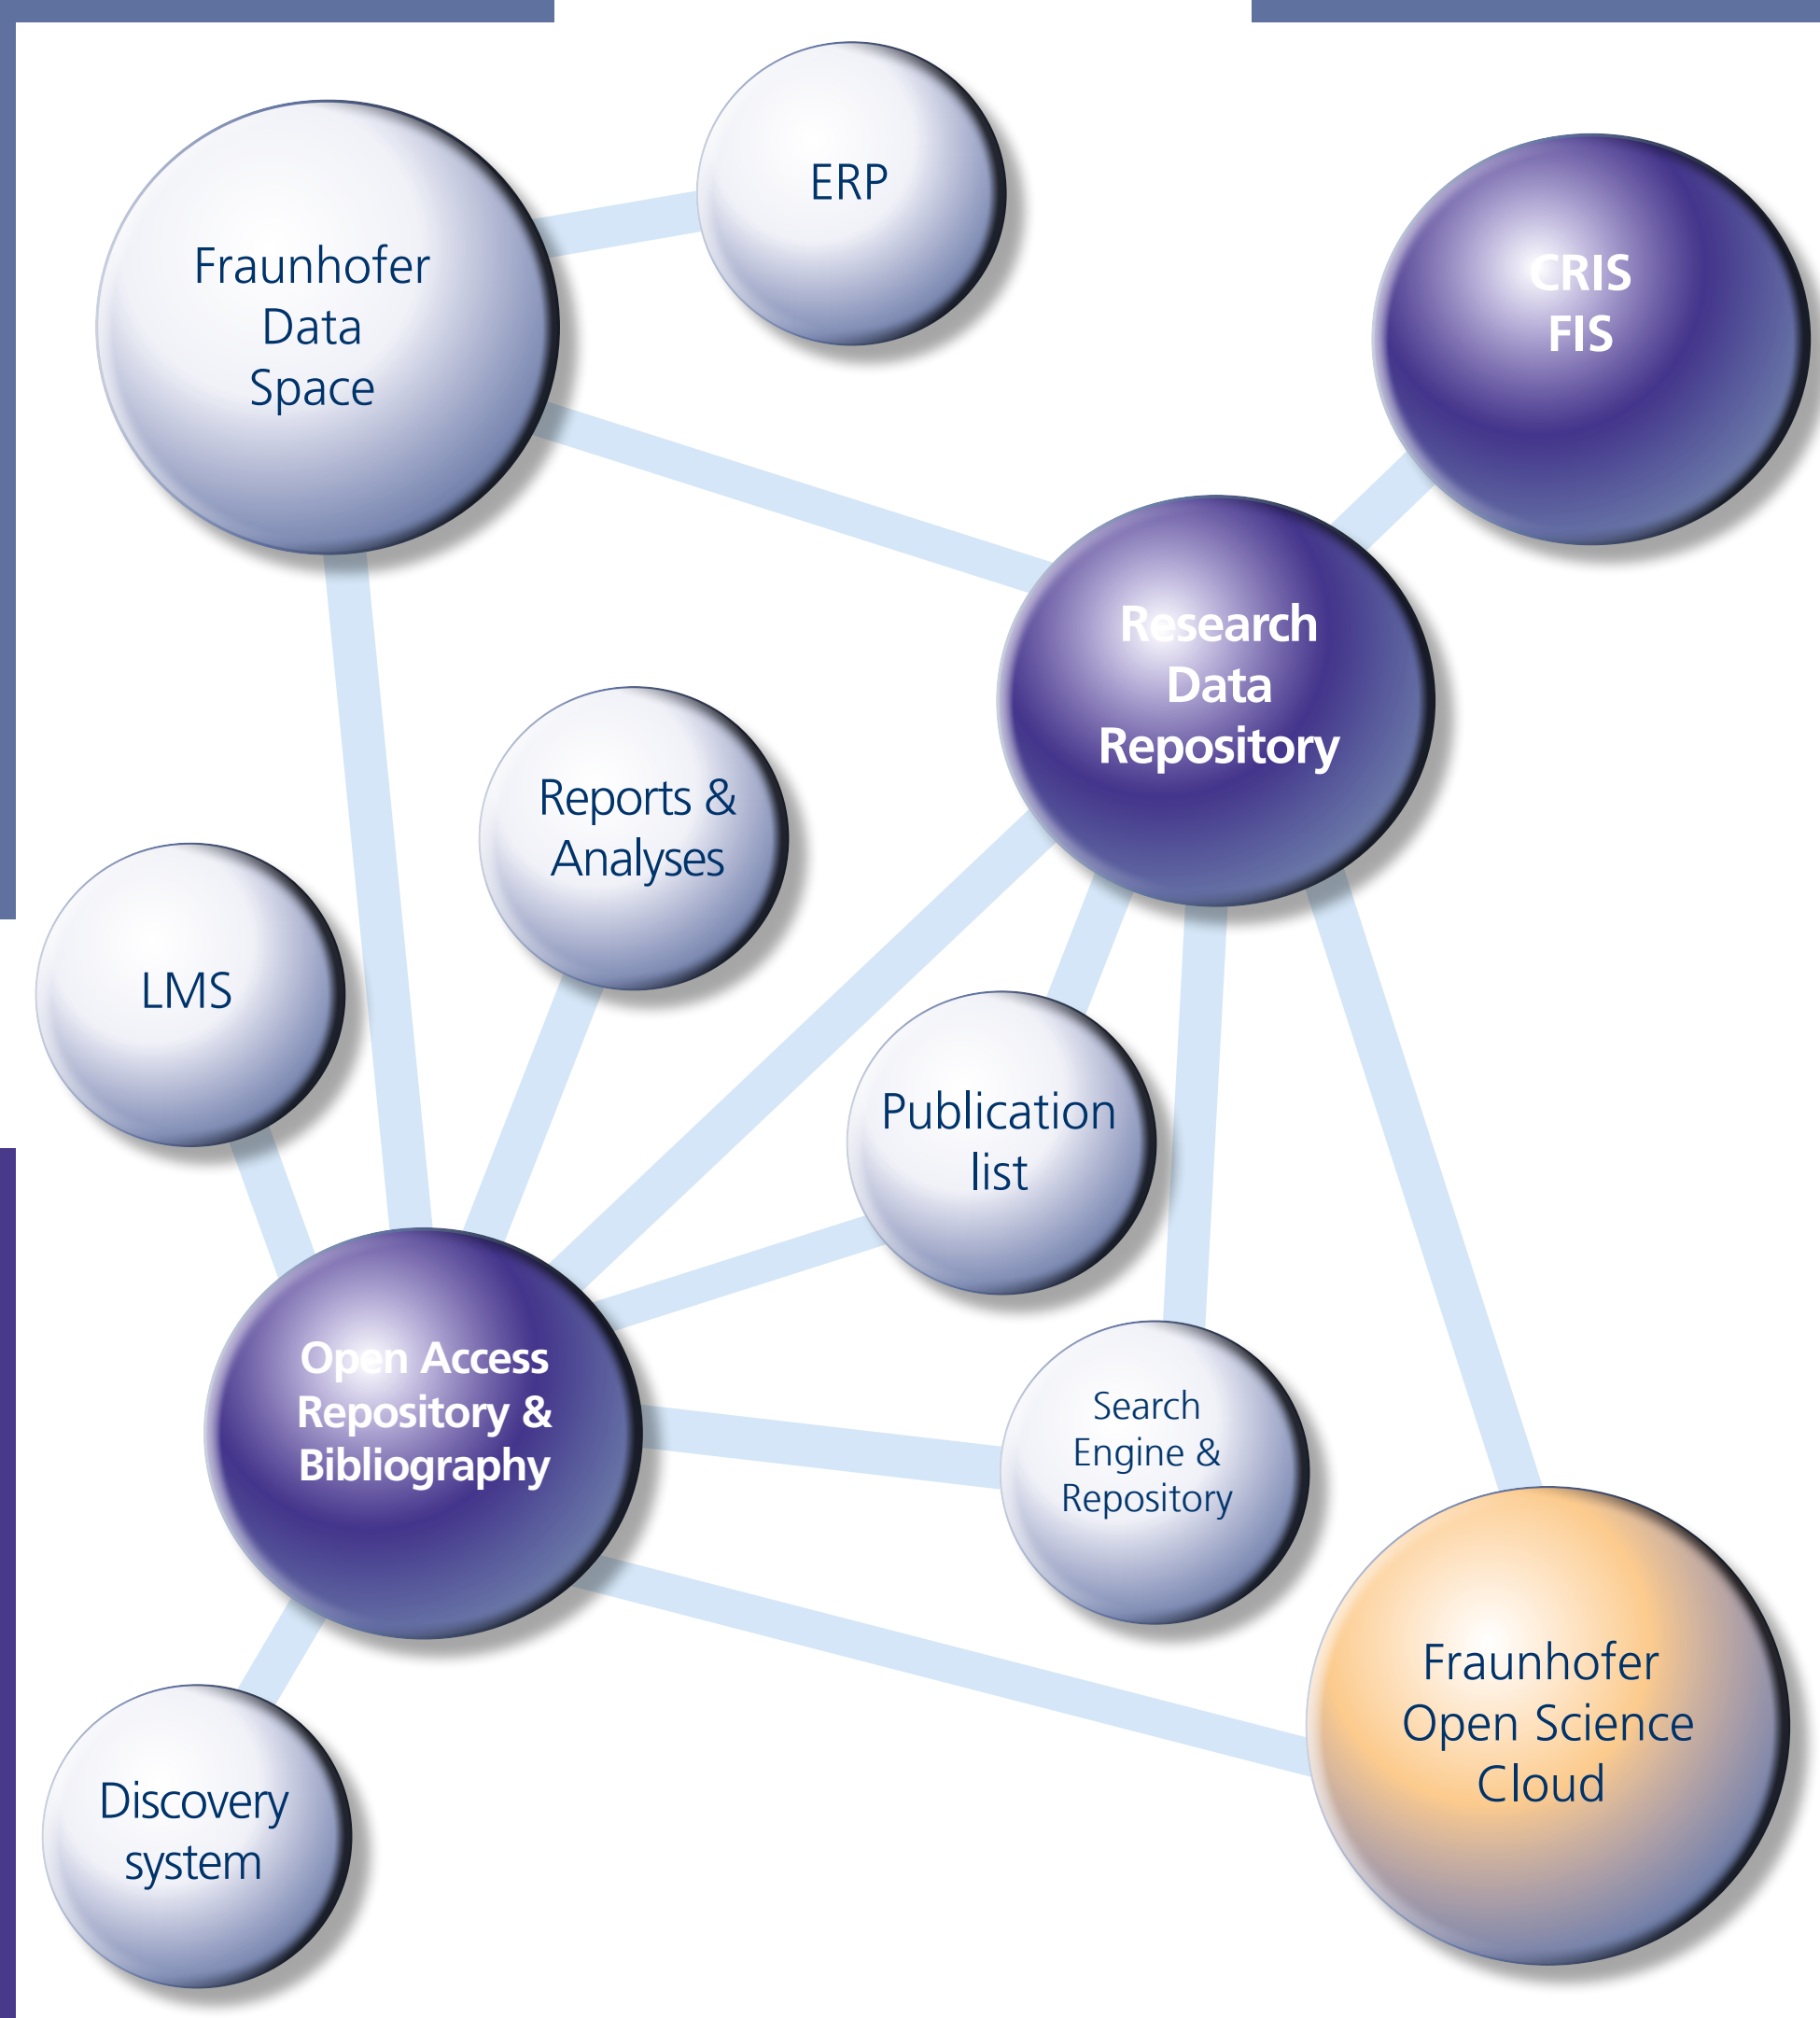 ERP
Fraunhofer
Data
Space
CRIS
FIS
Research
Data
Repository
Reports &
Analyses
LMS
Publication
list
Open Access
Repository &
Bibliography
Search
Engine &
Repository
Fraunhofer
Open Science
Cloud
Discovery
system